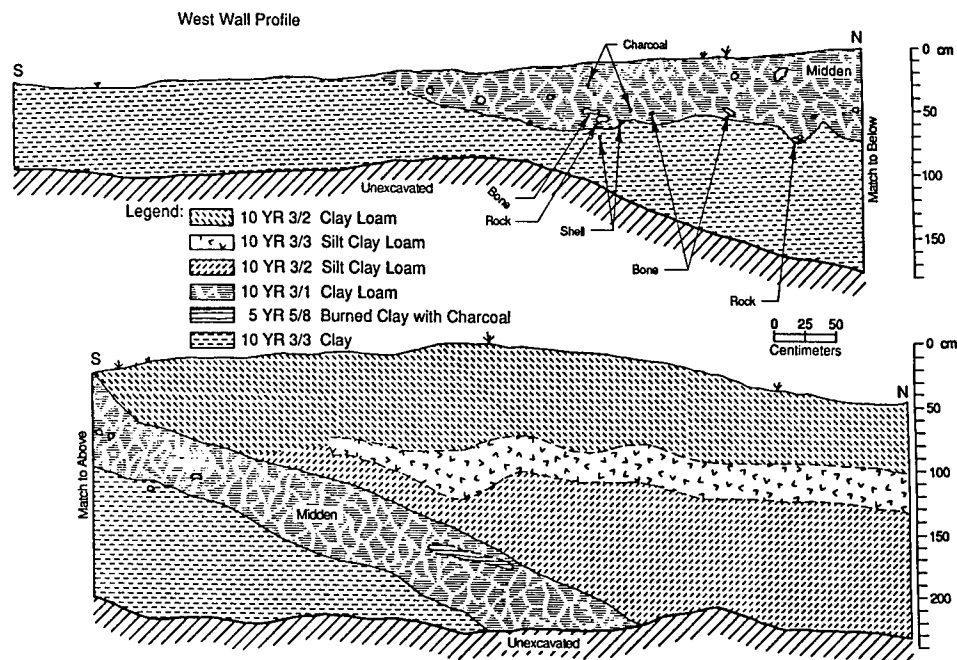 West Wall Profile
S
N
Charcoal
Midden
0 cm
50
100
150
Match to Below
Unexcavated
Bone
Rock
Shell
Bone
Rock
Legend:
10 YR 3/2 Clay Loam
10 YR 3/3 Silt Clay Loam
10 YR 3/2 Silt Clay Loam
10 YR 3/1 Clay Loam
5 YR 5/8 Burned Clay with Charcoal
10 YR 3/3 Clay
0 25 50
Centimeters
S
N
0 cm
50
100
150
200
Match to Above
Midden
Unexcavated